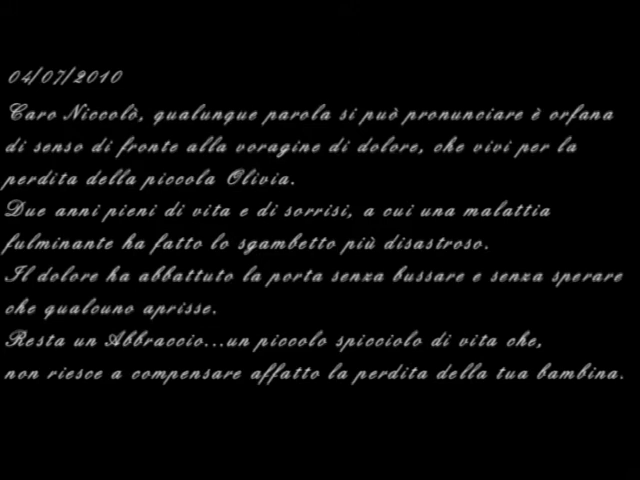 04/07/2010
Caro Niccolò, qualunque parola si può pronunciare è orfana
di senso di fronte alla voragine di dolore, che vivi per la
perdita della piccola Olivia.
Due anni pieni di vita e di sorrisi, a cui una malattia
fulminante ha fatto lo sgambetto più disastroso.
Il dolore ha abbattuto la porta senza bussare e senza sperare
che qualcuno aprisse.
Resta un Abbraccio...un piccolo spicciolo di vita che,
non riesce a compensare affatto la perdita della tua bambina.